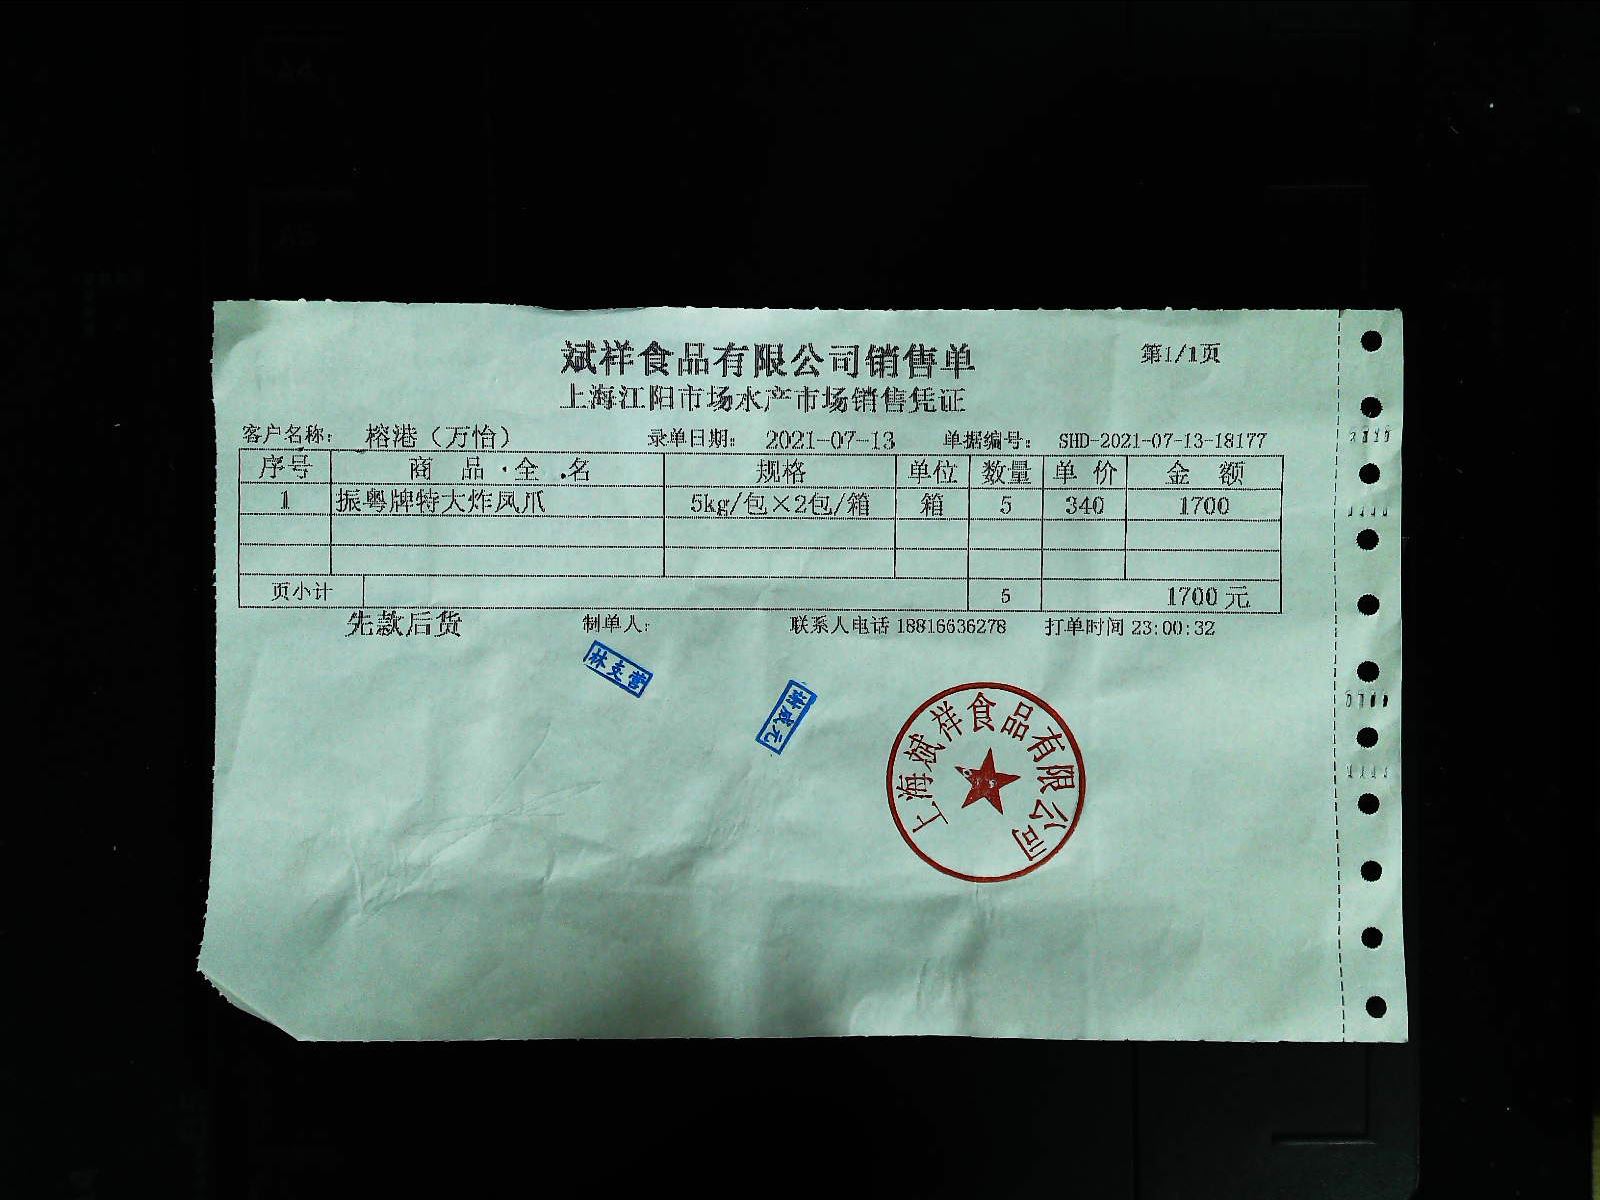 斌祥食品有限公司销售单 第1/1页
上海江阳市场水产市场销售凭证
客户名称： 榕港（万怡） 录单日期： 2021-07-13 单据编号： SHD-2021-07-13-18177
序号 商品全名 规格 单位 数量 单价 金额
1 振粤牌特大炸凤爪 5kg/包×2包/箱 箱 5 340 1700
页小计 5 1700元
先款后货 制单人： 联系人电话 18816636278 打单时间 23:00:32
上海斌祥食品有限公司